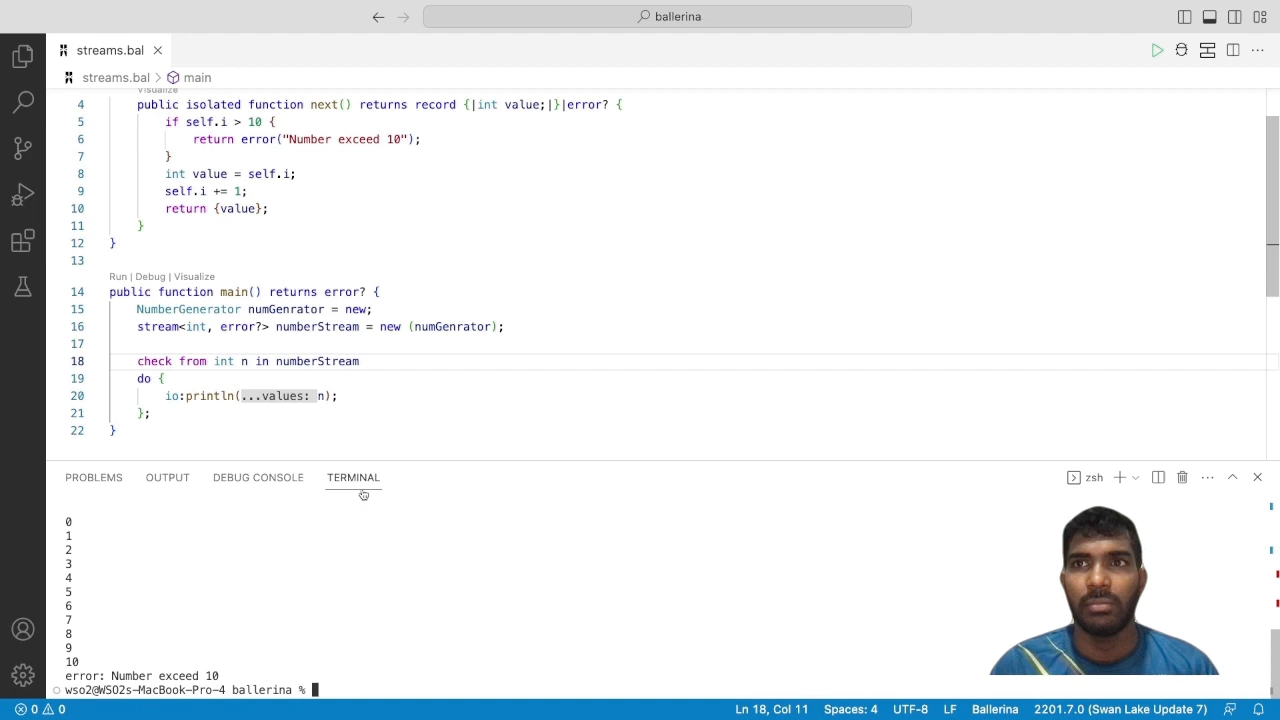 ballerina
streams.bal
streams.bal > main
Visualize
4 public isolated function next() returns record {|int value;|}|error? {
5 if self.i > 10 {
6 return error("Number exceed 10");
7 }
8 int value = self.i;
9 self.i += 1;
10 return {value};
11 }
12 }
13
Run | Debug | Visualize
14 public function main() returns error? {
15 NumberGenerator numGenrator = new;
16 stream<int, error?> numberStream = new (numGenrator);
17
18 check from int n in numberStream
19 do {
20 io:println(...values: n);
21 };
22 }
PROBLEMS OUTPUT DEBUG CONSOLE TERMINAL zsh
0
1
2
3
4
5
6
7
8
9
10
error: Number exceed 10
wso2@WSO2s-MacBook-Pro-4 ballerina %
0 0 Ln 18, Col 11 Spaces: 4 UTF-8 LF Ballerina 2201.7.0 (Swan Lake Update 7)